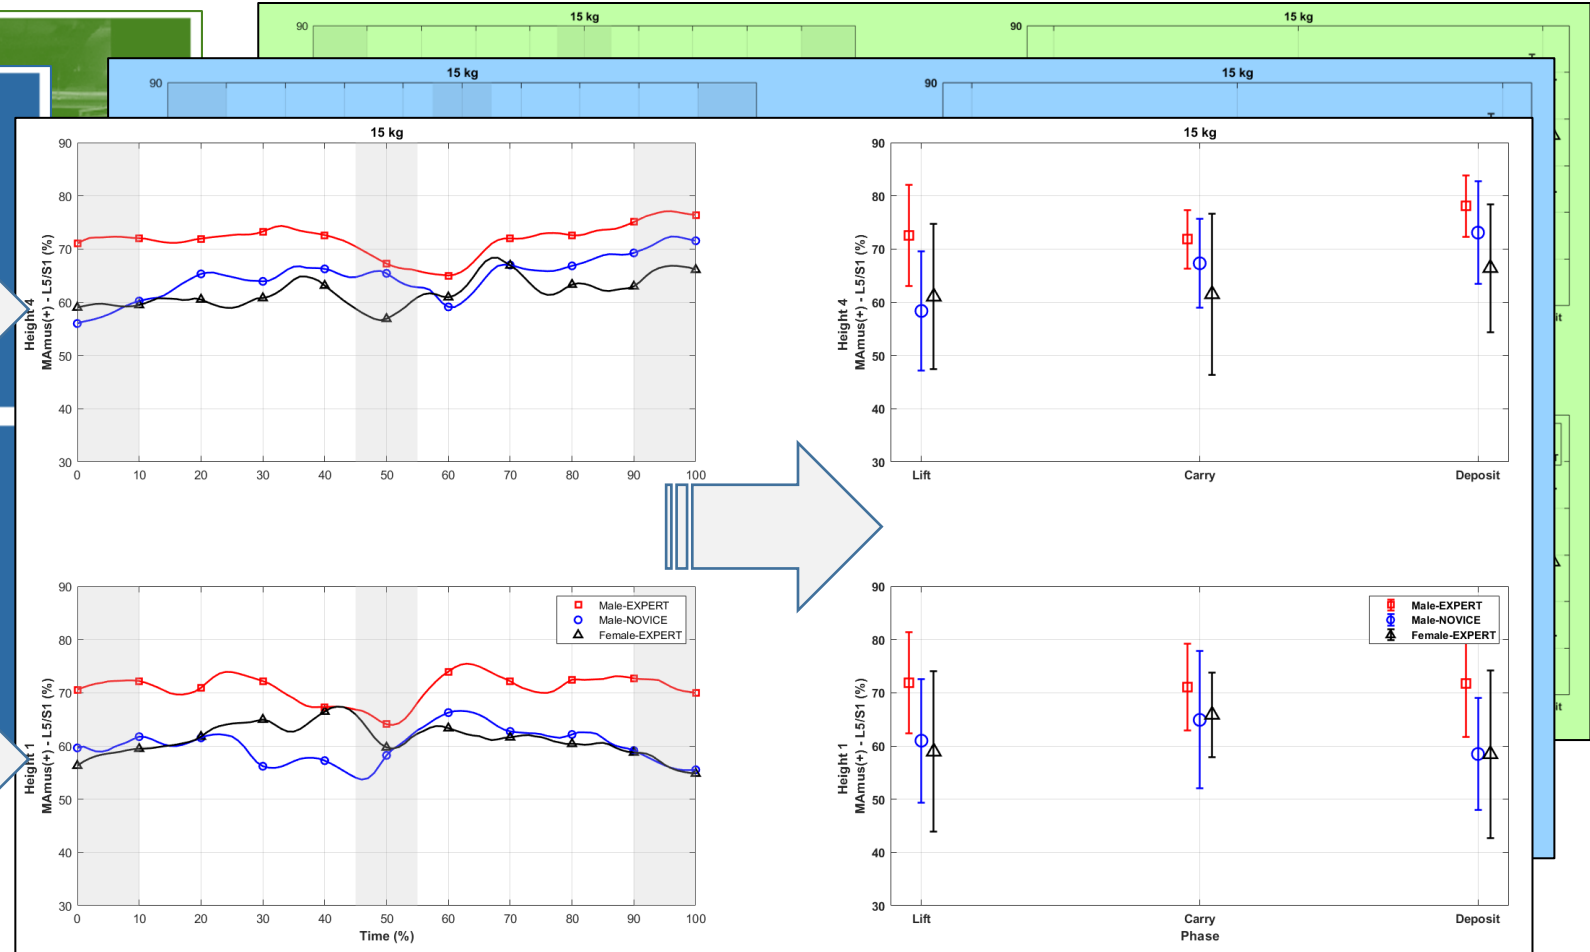 15 kg
90
15 kg
90
15 kg
90
15 kg
90
15 kg
90
80
70
60
50
40
30
Height 4
MAmus(+) - L5/S1 (%)
0 10 20 30 40 50 60 70 80 90 100
15 kg
90
80
70
60
50
40
30
Height 4
MAmus(+) - L5/S1 (%)
Lift Carry Deposit
it
90
80
70
60
50
40
30
Height 1
MAmus(+) - L5/S1 (%)
Male-EXPERT
Male-NOVICE
Female-EXPERT
0 10 20 30 40 50 60 70 80 90 100
Time (%)
90
80
70
60
50
40
30
Height 1
MAmus(+) - L5/S1 (%)
Male-EXPERT
Male-NOVICE
Female-EXPERT
Lift Carry Deposit
Phase
it